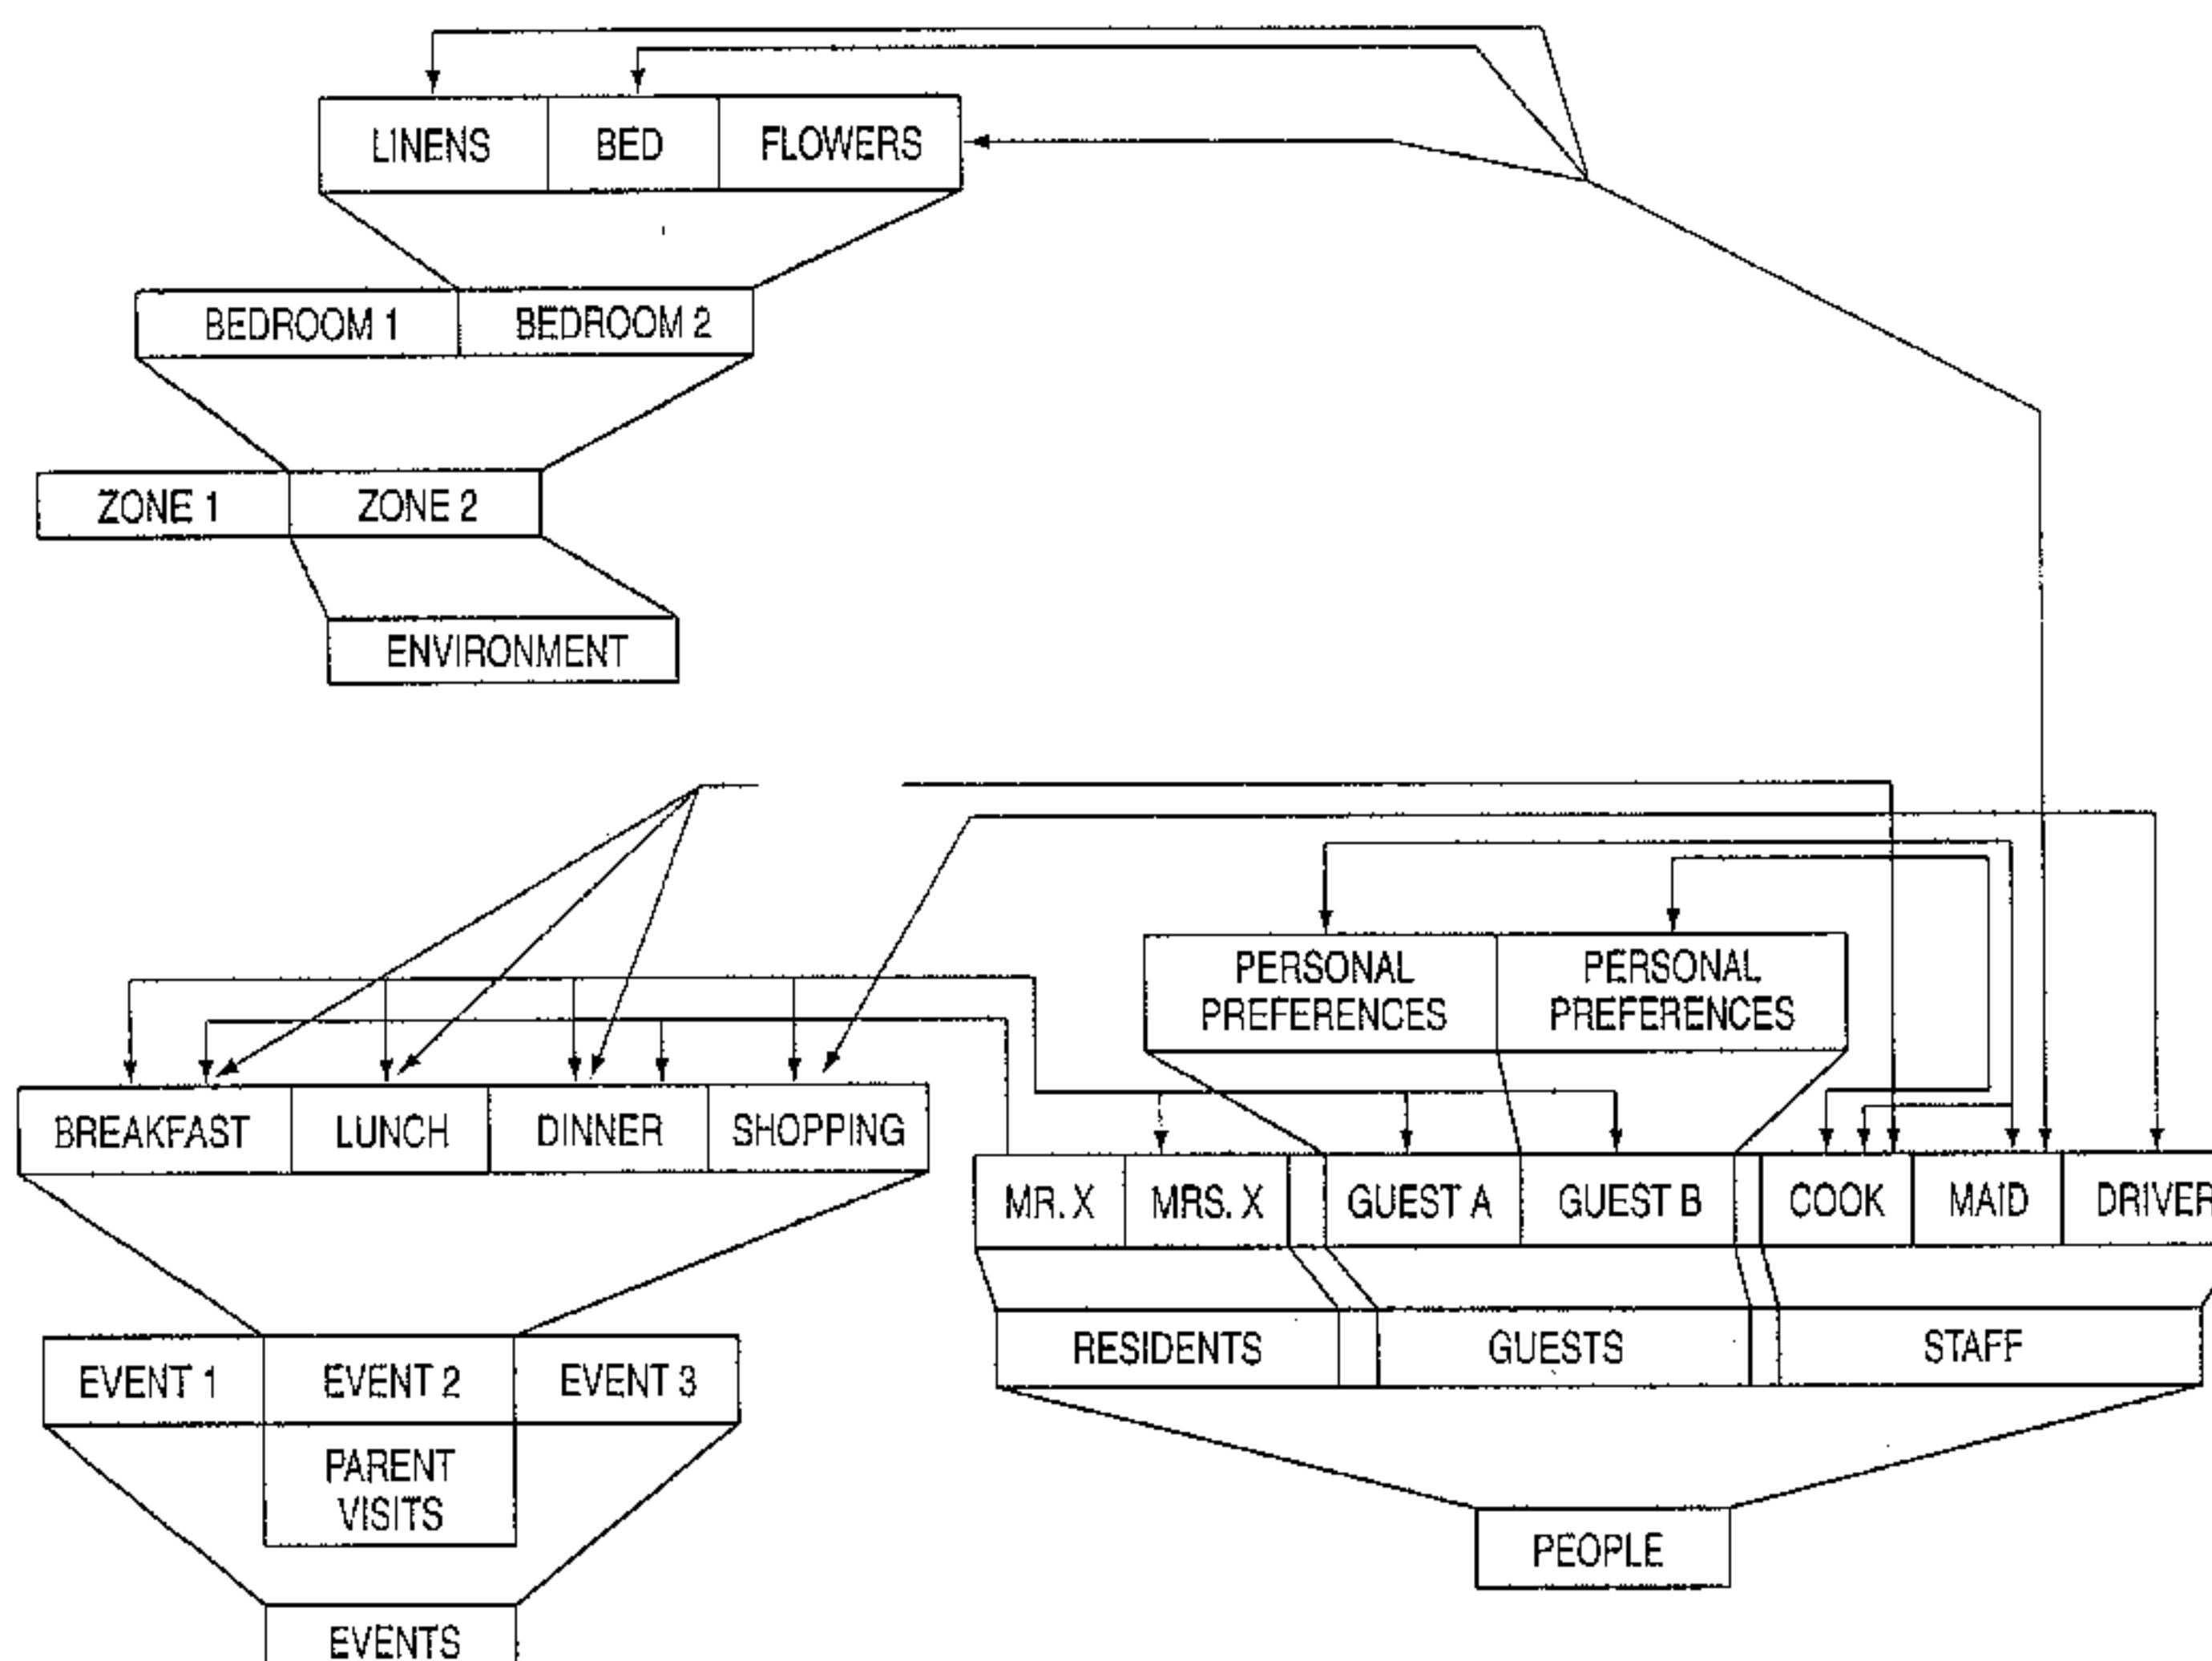 LINENS BED FLOWERS
BEDROOM 1 BEDROOM 2
ZONE 1 ZONE 2
ENVIRONMENT
PERSONAL PERSONAL
PREFERENCES PREFERENCES
BREAKFAST LUNCH DINNER SHOPPING
MR. X MRS. X GUEST A GUEST B COOK MAID DRIVER
RESIDENTS GUESTS STAFF
EVENT 1 EVENT 2 EVENT 3
PARENT
VISITS
PEOPLE
EVENTS